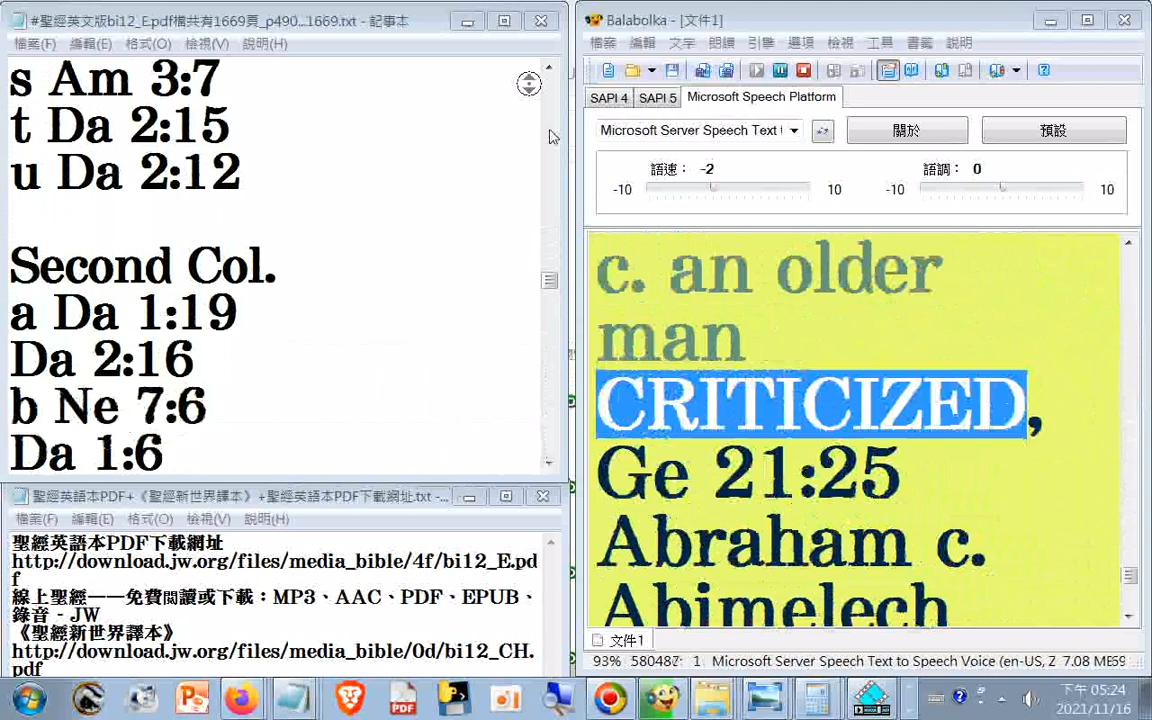 #聖經英文版bi12_E.pdf檔共有1669頁_p490...1669.txt - 記事本
檔案(F) 編輯(E) 格式(O) 檢視(V) 說明(H)
s Am 3:7
t Da 2:15
u Da 2:12
Second Col.
a Da 1:19
Da 2:16
b Ne 7:6
Da 1:6
聖經英語本PDF+《聖經新世界譯本》+聖經英語本PDF下載網址.txt -...
檔案(F) 編輯(E) 格式(O) 檢視(V) 說明(H)
聖經英語本PDF下載網址
http://download.jw.org/files/media_bible/4f/bi12_E.pd
f
線上聖經——免費閱讀或下載：MP3、AAC、PDF、EPUB、
錄音 - JW
《聖經新世界譯本》
http://download.jw.org/files/media_bible/0d/bi12_CH.
pdf
Balabolka - [文件1]
檔案 編輯 文字 朗讀 引擎 選項 檢視 工具 書籤 說明
SAPI 4 SAPI 5 Microsoft Speech Platform
Microsoft Server Speech Text 關於 預設
語速： -2 語調： 0
-10 10 -10 10
c. an older
man
CRITICIZED,
Ge 21:25
Abraham c.
Abimelech
文件1
93% 580487: 1 Microsoft Server Speech Text to Speech Voice (en-US, Z 7.08 ME59
下午 05:24
2021/11/16